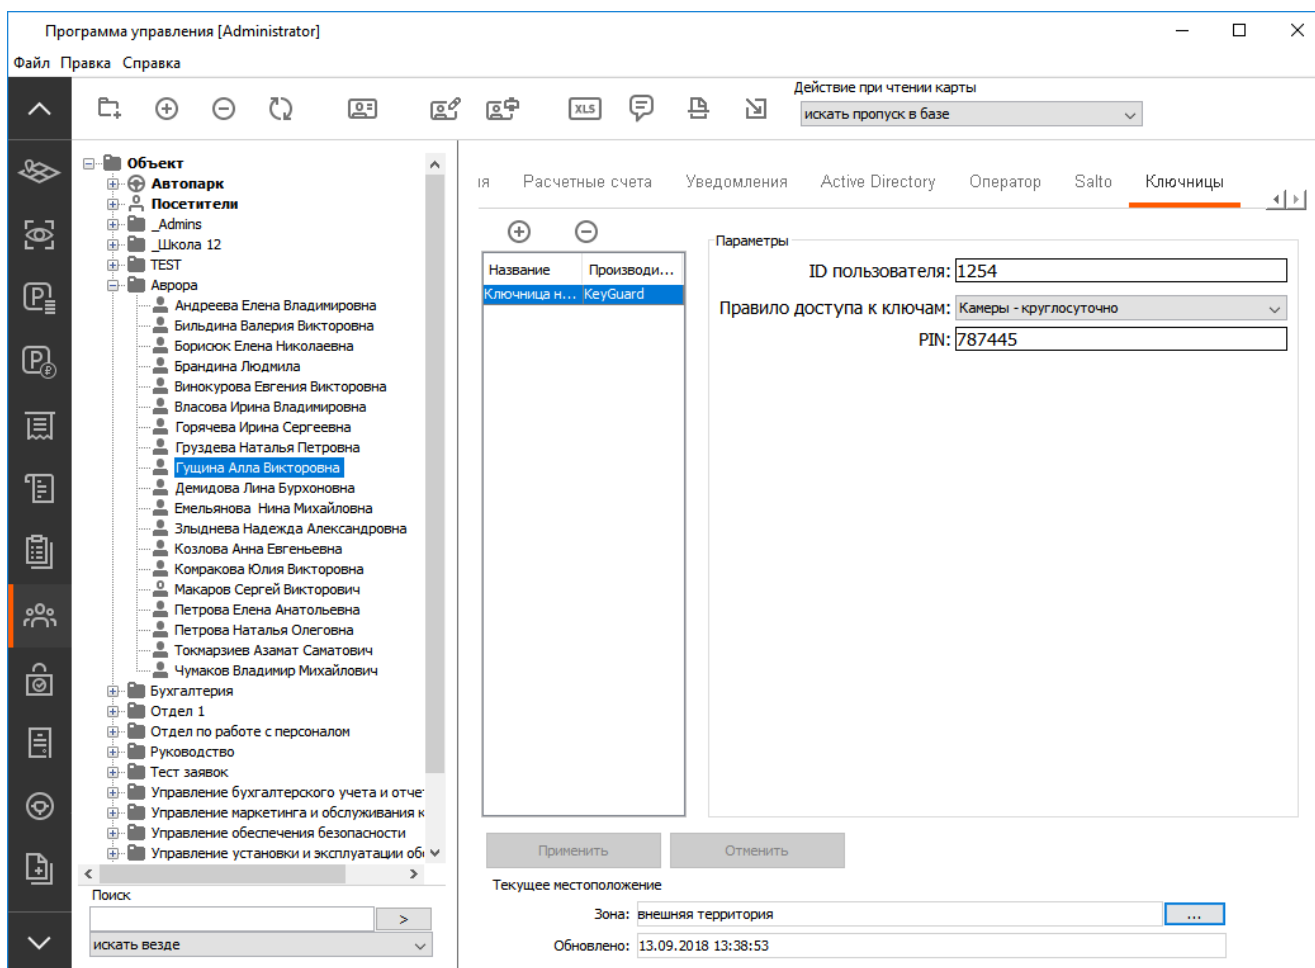 Программа управления [Administrator]
Файл Правка Справка
Действие при чтении карты
XLS
искать пропуск в базе
Объект
Автопарк
Посетители
_Admins
_Школа 12
TEST
Аврора
Андреева Елена Владимировна
Бильдина Валерия Викторовна
Борисюк Елена Николаевна
Брандина Людмила
Винокурова Евгения Викторовна
Власова Ирина Владимировна
Горячева Ирина Сергеевна
Груздева Наталья Петровна
Гущина Алла Викторовна
Демидова Лина Бурхоновна
Емельянова Нина Михайловна
Злыднева Надежда Александровна
Козлова Анна Евгеньевна
Комракова Юлия Викторовна
Макаров Сергей Викторович
Петрова Елена Анатольевна
Петрова Наталья Олеговна
Токмарзиев Азамат Саматович
Чумаков Владимир Михайлович
Бухгалтерия
Отдел 1
Отдел по работе с персоналом
Руководство
Тест заявок
Управление бухгалтерского учета и отче
Управление маркетинга и обслуживания к
Управление обеспечения безопасности
Управление установки и эксплуатации об
Поиск
>
искать везде
ия Расчетные счета Уведомления Active Directory Оператор Salto Ключницы
Название Производи...
Ключница н... KeyGuard
Параметры
ID пользователя: 1254
Правило доступа к ключам: Камеры - круглосуточно
PIN: 787445
Применить Отменить
Текущее местоположение
Зона: внешняя территория ...
Обновлено: 13.09.2018 13:38:53